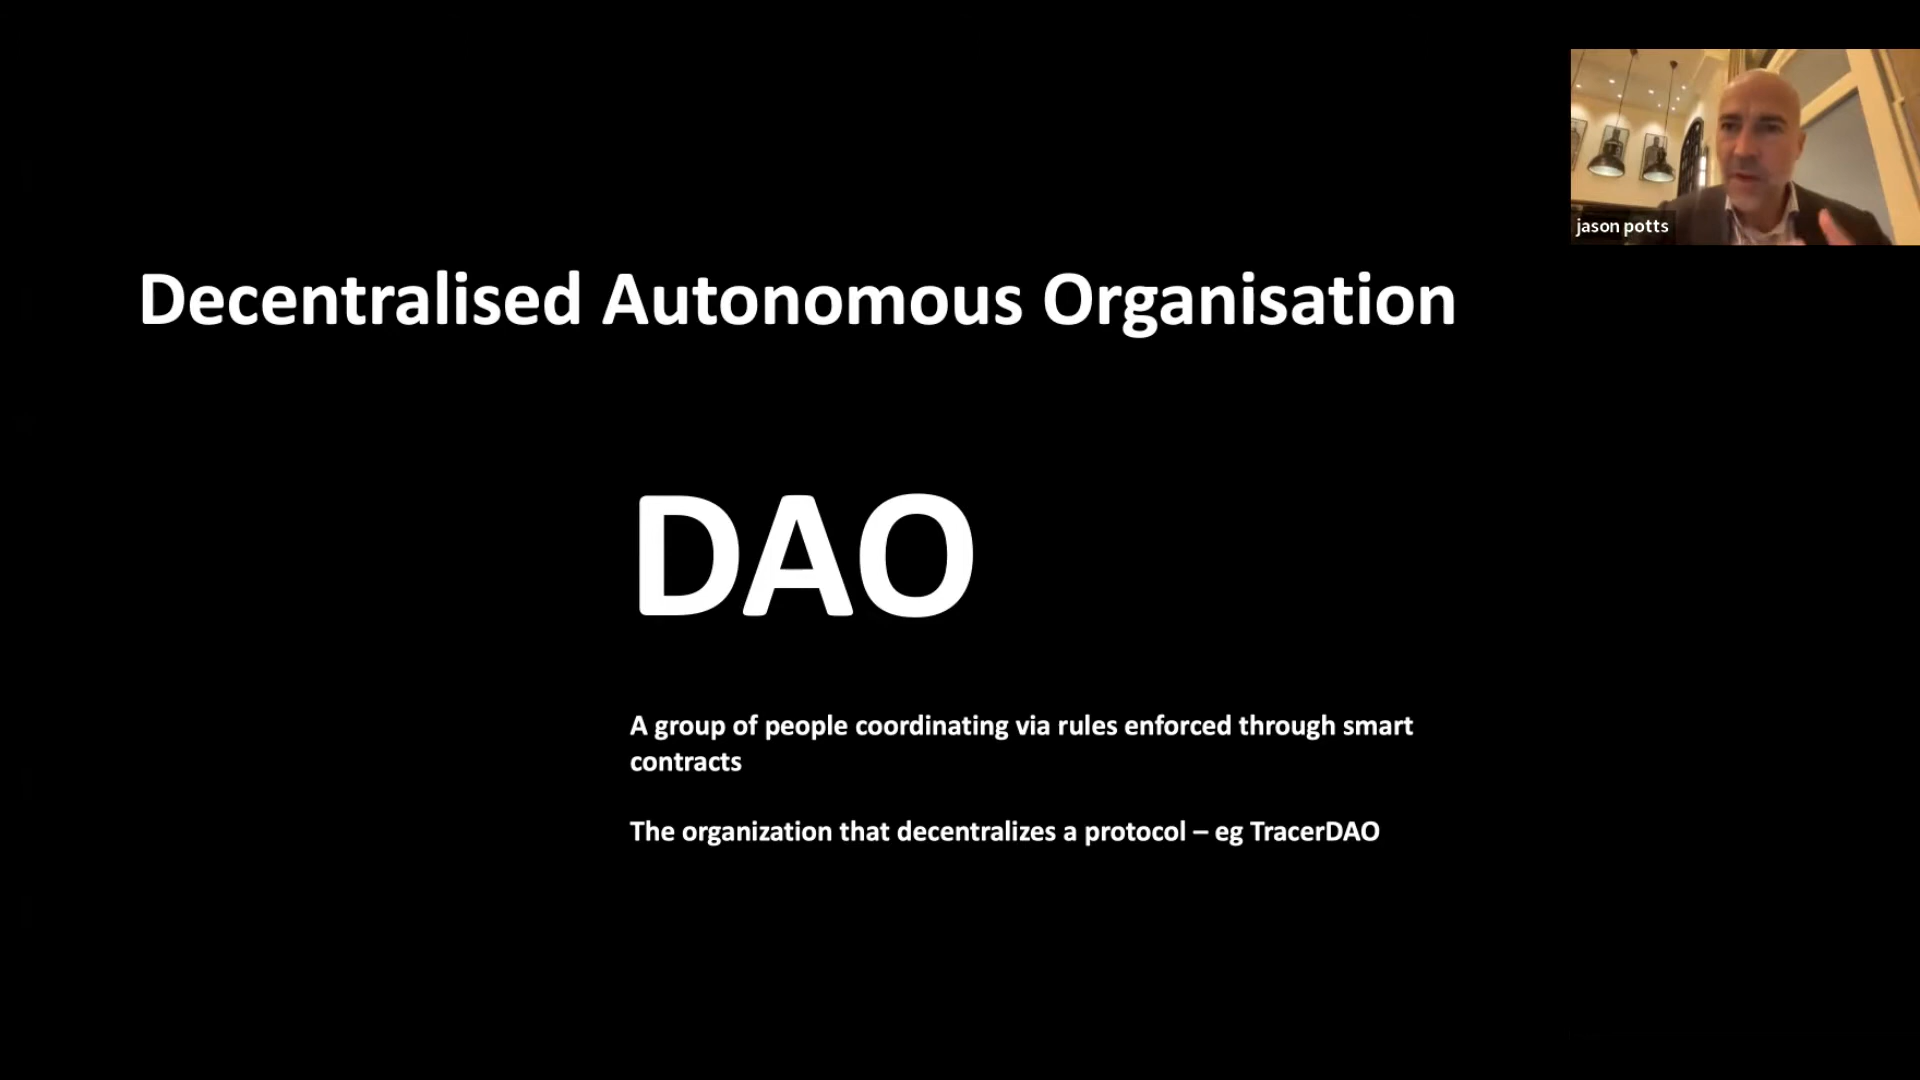 jason potts
Decentralised Autonomous Organisation
DAO
A group of people coordinating via rules enforced through smart
contracts
The organization that decentralizes a protocol – eg TracerDAO